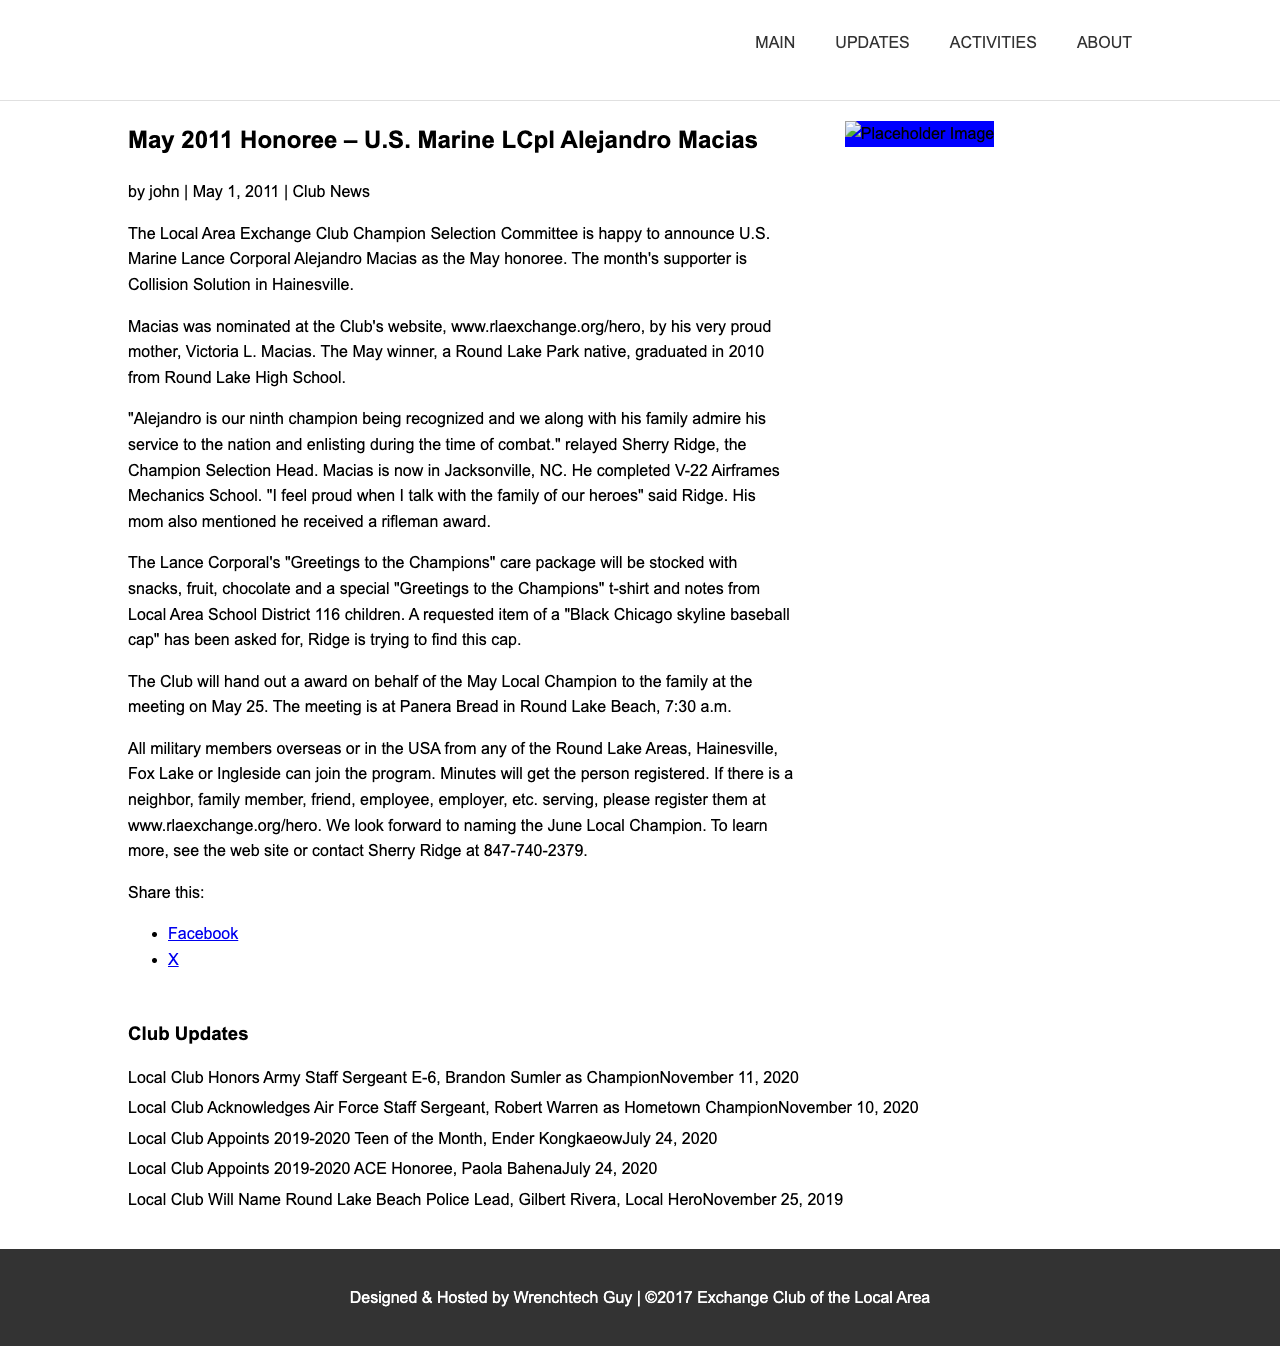 MAIN UPDATES ACTIVITIES ABOUT
May 2011 Honoree – U.S. Marine LCpl Alejandro Macias
Placeholder Image
by john | May 1, 2011 | Club News
The Local Area Exchange Club Champion Selection Committee is happy to announce U.S.
Marine Lance Corporal Alejandro Macias as the May honoree. The month's supporter is
Collision Solution in Hainesville.
Macias was nominated at the Club's website, www.rlaexchange.org/hero, by his very proud
mother, Victoria L. Macias. The May winner, a Round Lake Park native, graduated in 2010
from Round Lake High School.
"Alejandro is our ninth champion being recognized and we along with his family admire his
service to the nation and enlisting during the time of combat." relayed Sherry Ridge, the
Champion Selection Head. Macias is now in Jacksonville, NC. He completed V-22 Airframes
Mechanics School. "I feel proud when I talk with the family of our heroes" said Ridge. His
mom also mentioned he received a rifleman award.
The Lance Corporal's "Greetings to the Champions" care package will be stocked with
snacks, fruit, chocolate and a special "Greetings to the Champions" t-shirt and notes from
Local Area School District 116 children. A requested item of a "Black Chicago skyline baseball
cap" has been asked for, Ridge is trying to find this cap.
The Club will hand out a award on behalf of the May Local Champion to the family at the
meeting on May 25. The meeting is at Panera Bread in Round Lake Beach, 7:30 a.m.
All military members overseas or in the USA from any of the Round Lake Areas, Hainesville,
Fox Lake or Ingleside can join the program. Minutes will get the person registered. If there is a
neighbor, family member, friend, employee, employer, etc. serving, please register them at
www.rlaexchange.org/hero. We look forward to naming the June Local Champion. To learn
more, see the web site or contact Sherry Ridge at 847-740-2379.
Share this:
Facebook
X
Club Updates
Local Club Honors Army Staff Sergeant E-6, Brandon Sumler as ChampionNovember 11, 2020
Local Club Acknowledges Air Force Staff Sergeant, Robert Warren as Hometown ChampionNovember 10, 2020
Local Club Appoints 2019-2020 Teen of the Month, Ender KongkaeowJuly 24, 2020
Local Club Appoints 2019-2020 ACE Honoree, Paola BahenaJuly 24, 2020
Local Club Will Name Round Lake Beach Police Lead, Gilbert Rivera, Local HeroNovember 25, 2019
Designed & Hosted by Wrenchtech Guy | ©2017 Exchange Club of the Local Area